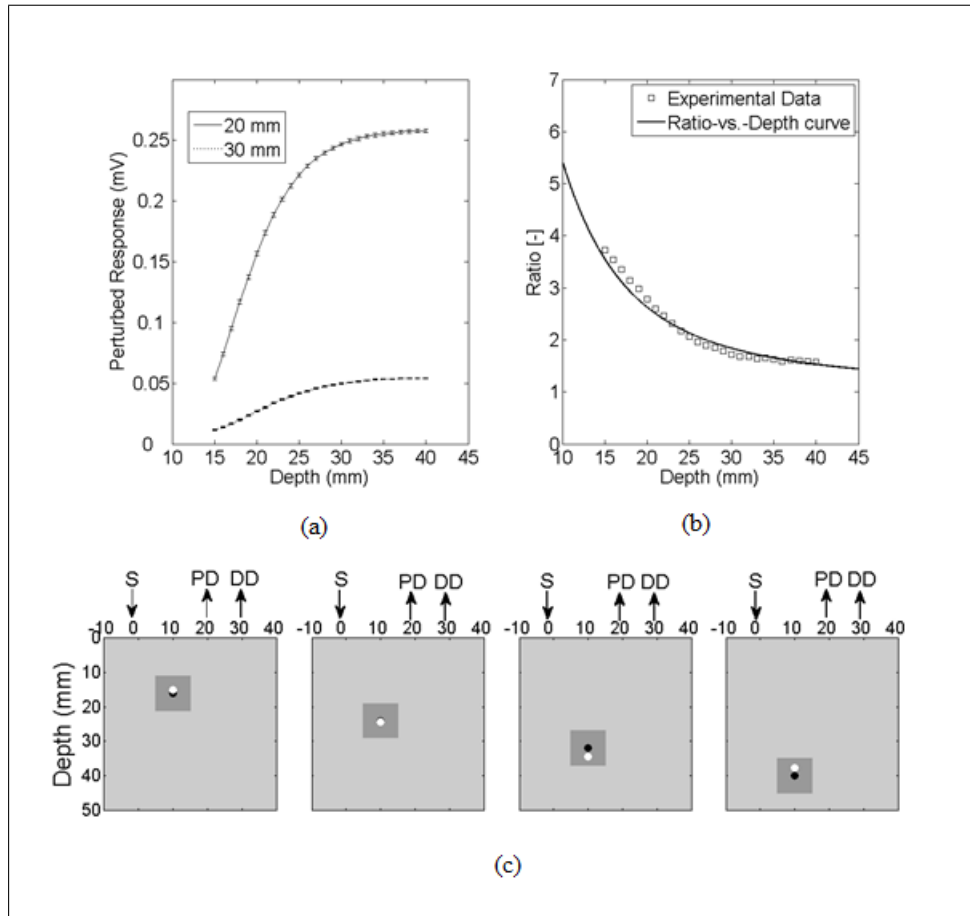 20 mm
30 mm
Perturbed Response (mV)
0.25
0.2
0.15
0.1
0.05
0
10 15 20 25 30 35 40 45
Depth (mm)
(a)
Experimental Data
Ratio-vs.-Depth curve
Ratio [-]
7
6
5
4
3
2
1
0
10 15 20 25 30 35 40 45
Depth (mm)
(b)
S PD DD
-10 0 10 20 30 40
S PD DD
-10 0 10 20 30 40
S PD DD
-10 0 10 20 30 40
S PD DD
-10 0 10 20 30 40
Depth (mm)
0
10
20
30
40
50
(c)